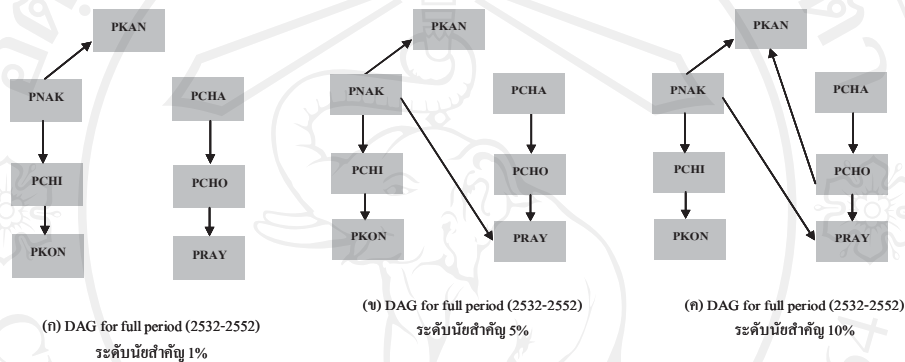 PKAN
PNAK
PCHA
PCHI
PCHO
PKON
PRAY
(ก) DAG for full period (2532-2552)
ระดับนัยสำคัญ 1%
PKAN
PNAK
PCHA
PCHI
PCHO
PKON
PRAY
(ข) DAG for full period (2532-2552)
ระดับนัยสำคัญ 5%
PKAN
PNAK
PCHA
PCHI
PCHO
PKON
PRAY
(ค) DAG for full period (2532-2552)
ระดับนัยสำคัญ 10%